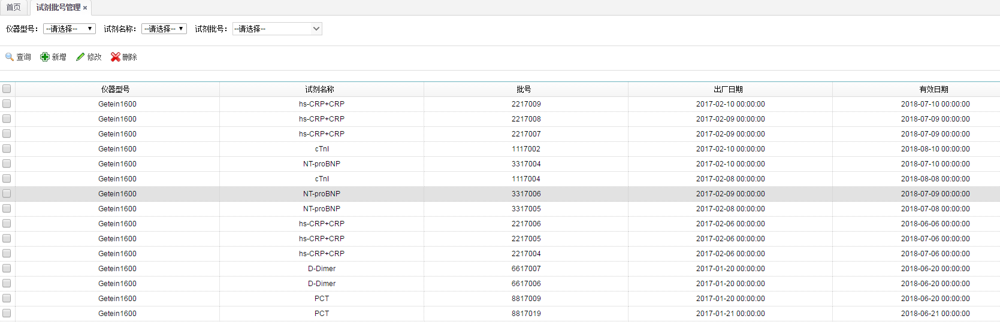 首页 试剂批号管理 ×
仪器型号： --请选择-- 试剂名称： --请选择-- 试剂批号： --请选择--
查询 新增 修改 删除
仪器型号 试剂名称 批号 出厂日期 有效日期
Getein1600 hs-CRP+CRP 2217009 2017-02-10 00:00:00 2018-07-10 00:00:00
Getein1600 hs-CRP+CRP 2217008 2017-02-09 00:00:00 2018-07-09 00:00:00
Getein1600 hs-CRP+CRP 2217007 2017-02-09 00:00:00 2018-07-09 00:00:00
Getein1600 cTnI 1117002 2017-02-10 00:00:00 2018-08-10 00:00:00
Getein1600 NT-proBNP 3317004 2017-02-10 00:00:00 2018-07-10 00:00:00
Getein1600 cTnI 1117004 2017-02-08 00:00:00 2018-08-08 00:00:00
Getein1600 NT-proBNP 3317006 2017-02-09 00:00:00 2018-07-09 00:00:00
Getein1600 NT-proBNP 3317005 2017-02-08 00:00:00 2018-07-08 00:00:00
Getein1600 hs-CRP+CRP 2217006 2017-02-06 00:00:00 2018-06-06 00:00:00
Getein1600 hs-CRP+CRP 2217005 2017-02-06 00:00:00 2018-07-06 00:00:00
Getein1600 hs-CRP+CRP 2217004 2017-02-06 00:00:00 2018-07-06 00:00:00
Getein1600 D-Dimer 6617007 2017-01-20 00:00:00 2018-06-20 00:00:00
Getein1600 D-Dimer 6617006 2017-01-20 00:00:00 2018-06-20 00:00:00
Getein1600 PCT 8817009 2017-01-20 00:00:00 2018-06-20 00:00:00
Getein1600 PCT 8817019 2017-01-21 00:00:00 2018-06-21 00:00:00